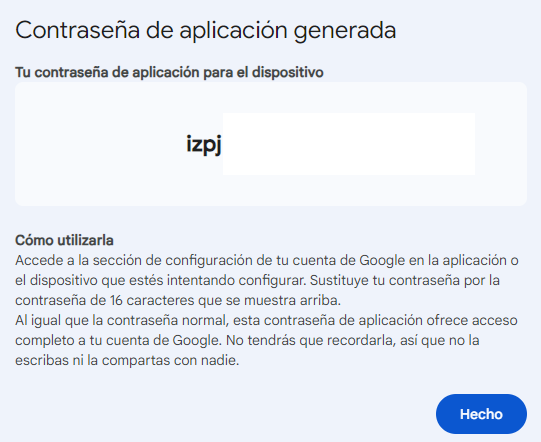 Contraseña de aplicación generada
Tu contraseña de aplicación para el dispositivo
izpj
Cómo utilizarla
Accede a la sección de configuración de tu cuenta de Google en la aplicación o
el dispositivo que estés intentando configurar. Sustituye tu contraseña por la
contraseña de 16 caracteres que se muestra arriba.
Al igual que la contraseña normal, esta contraseña de aplicación ofrece acceso
completo a tu cuenta de Google. No tendrás que recordarla, así que no la
escribas ni la compartas con nadie.
Hecho